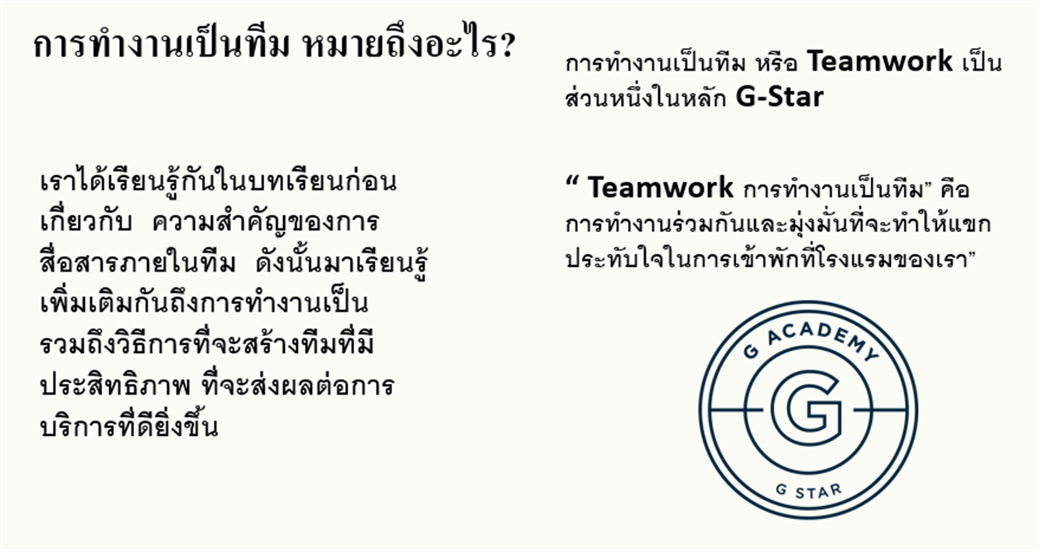 การทำงานเป็นทีม หมายถึงอะไร?
เราได้เรียนรู้กันในบทเรียนก่อน
เกี่ยวกับ ความสำคัญของการ
สื่อสารภายในทีม ดังนั้นมาเรียนรู้
เพิ่มเติมกันถึงการทำงานเป็น
รวมถึงวิธีการที่จะสร้างทีมที่มี
ประสิทธิภาพ ที่จะส่งผลต่อการ
บริการที่ดียิ่งขึ้น
การทำงานเป็นทีม หรือ Teamwork เป็น
ส่วนหนึ่งในหลัก G-Star
“ Teamwork การทำงานเป็นทีม” คือ
การทำงานร่วมกันและมุ่งมั่นที่จะทำให้แขก
ประทับใจในการเข้าพักที่โรงแรมของเรา”
G ACADEMY
G
G STAR